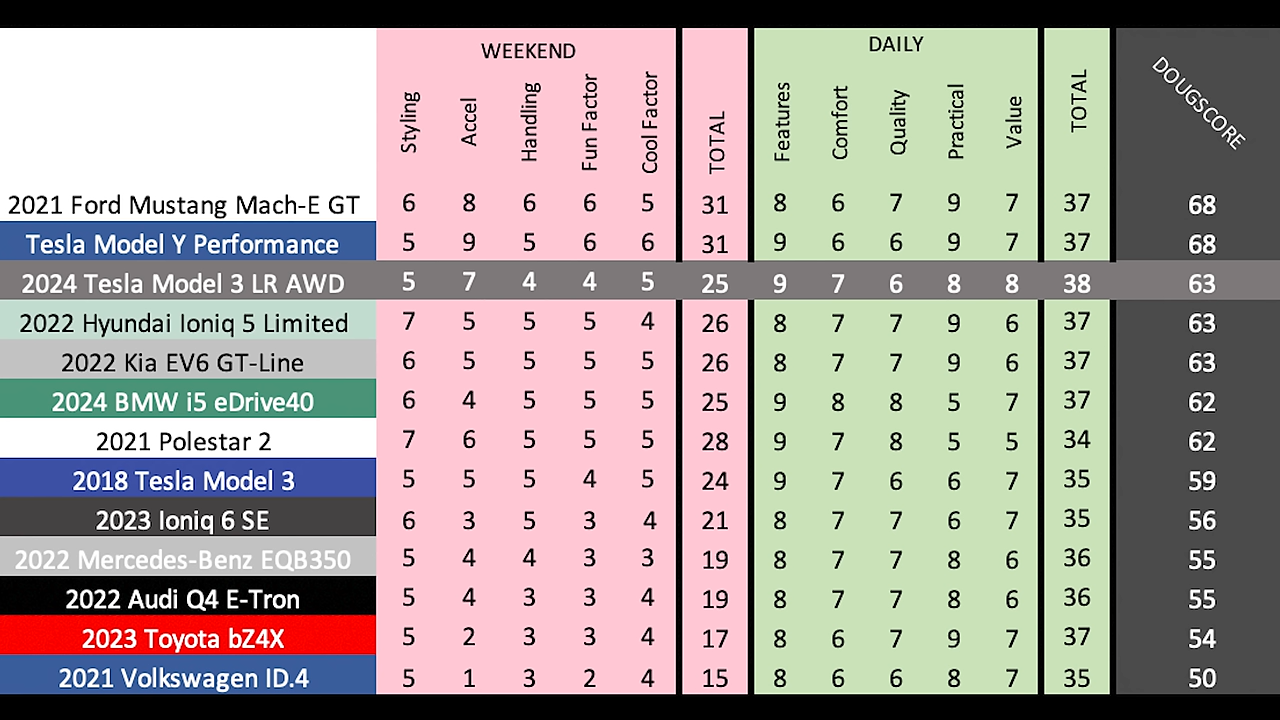 WEEKEND DAILY
Styling Accel Handling Fun Factor Cool Factor TOTAL Features Comfort Quality Practical Value TOTAL DOUGSCORE
2021 Ford Mustang Mach-E GT 6 8 6 6 5 31 8 6 7 9 7 37 68
Tesla Model Y Performance 5 9 5 6 6 31 9 6 6 9 7 37 68
2024 Tesla Model 3 LR AWD 5 7 4 4 5 25 9 7 6 8 8 38 63
2022 Hyundai Ioniq 5 Limited 7 5 5 5 4 26 8 7 7 9 6 37 63
2022 Kia EV6 GT-Line 6 5 5 5 5 26 8 7 7 9 6 37 63
2024 BMW i5 eDrive40 6 4 5 5 5 25 9 8 8 5 7 37 62
2021 Polestar 2 7 6 5 5 5 28 9 7 8 5 5 34 62
2018 Tesla Model 3 5 5 5 4 5 24 9 7 6 6 7 35 59
2023 Ioniq 6 SE 6 3 5 3 4 21 8 7 7 6 7 35 56
2022 Mercedes-Benz EQB350 5 4 4 3 3 19 8 7 7 8 6 36 55
2022 Audi Q4 E-Tron 5 4 3 3 4 19 8 7 7 8 6 36 55
2023 Toyota bZ4X 5 2 3 3 4 17 8 6 7 9 7 37 54
2021 Volkswagen ID.4 5 1 3 2 4 15 8 6 6 8 7 35 50